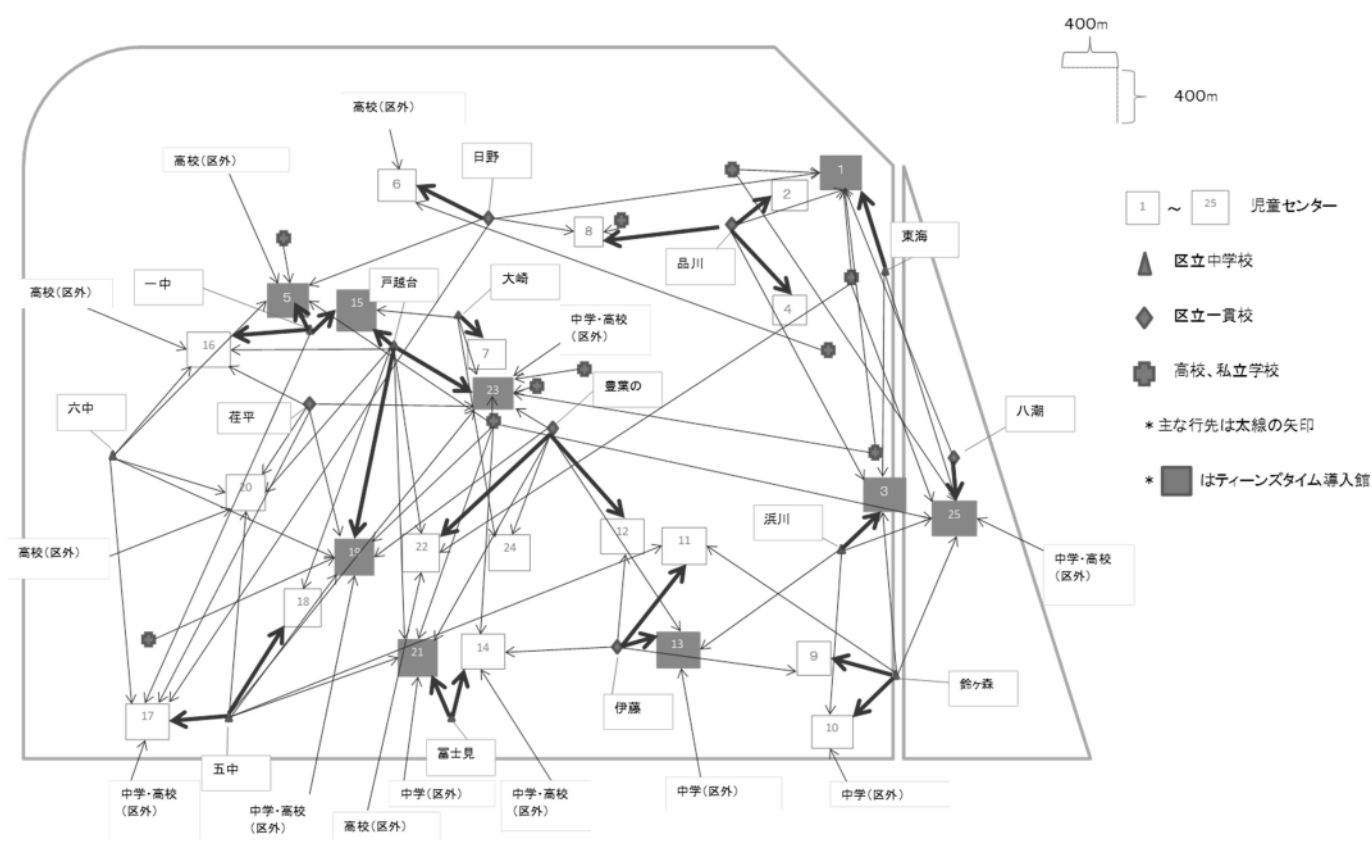 400m
400m
高校(区外)
日野
高校(区外)
1
6
2
1 ~ 25 児童センター
8
東海
品川
区立中学校
一中
戸越台
大崎
高校(区外)
5
15
4
中学・高校
(区外)
区立一貫校
16
7
高校、私立学校
23
豊葉の
六中
荏平
八潮
* 主な行先は太線の矢印
* はティーンズタイム導入館
20
3
浜川
25
12
11
高校(区外)
19
22
24
中学・高校
(区外)
18
21
14
13
9
鈴ヶ森
伊藤
17
10
冨士見
五中
中学・高校
(区外)
中学・高校
(区外)
高校(区外)
中学(区外)
中学・高校
(区外)
中学(区外)
中学(区外)